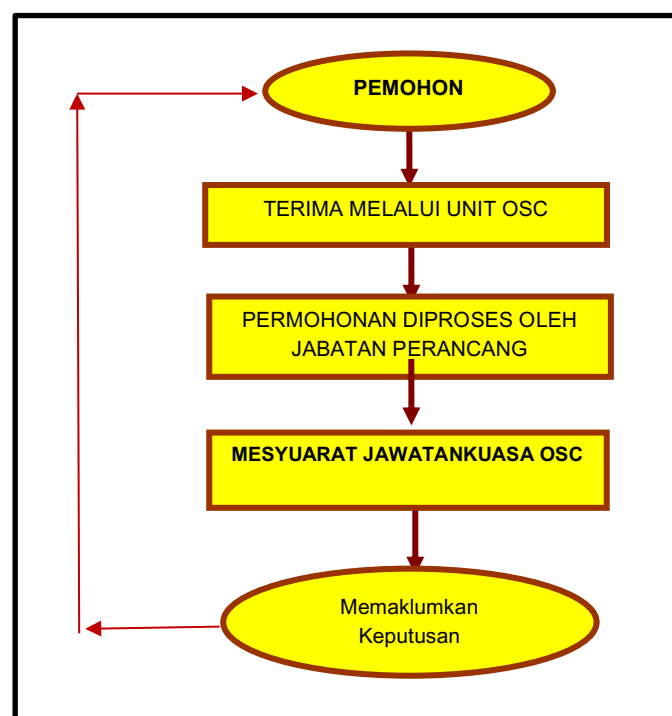 PEMOHON
TERIMA MELALUI UNIT OSC
PERMOHONAN DIPROSES OLEH
JABATAN PERANCANG
MESYUARAT JAWATANKUASA OSC
Memaklumkan
Keputusan